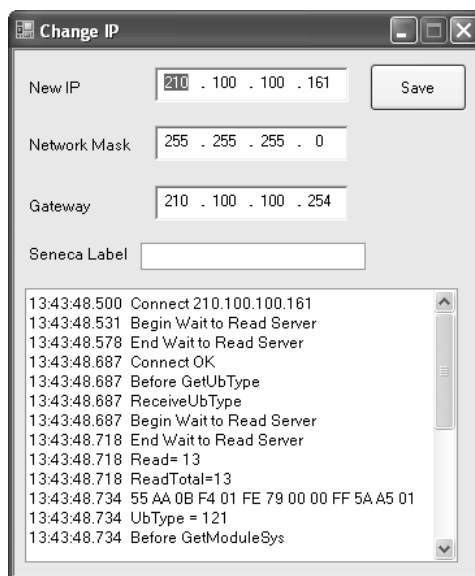 Change IP
New IP 210 . 100 . 100 . 161 Save
Network Mask 255 . 255 . 255 . 0
Gateway 210 . 100 . 100 . 254
Seneca Label
13:43:48.500 Connect 210.100.100.161
13:43:48.531 Begin Wait to Read Server
13:43:48.578 End Wait to Read Server
13:43:48.687 Connect OK
13:43:48.687 Before GetUbType
13:43:48.687 ReceiveUbType
13:43:48.687 Begin Wait to Read Server
13:43:48.718 End Wait to Read Server
13:43:48.718 Read= 13
13:43:48.718 ReadTotal=13
13:43:48.734 55 AA 0B F4 01 FE 79 00 00 FF 5A A5 01
13:43:48.734 UbType = 121
13:43:48.734 Before GetModuleSys